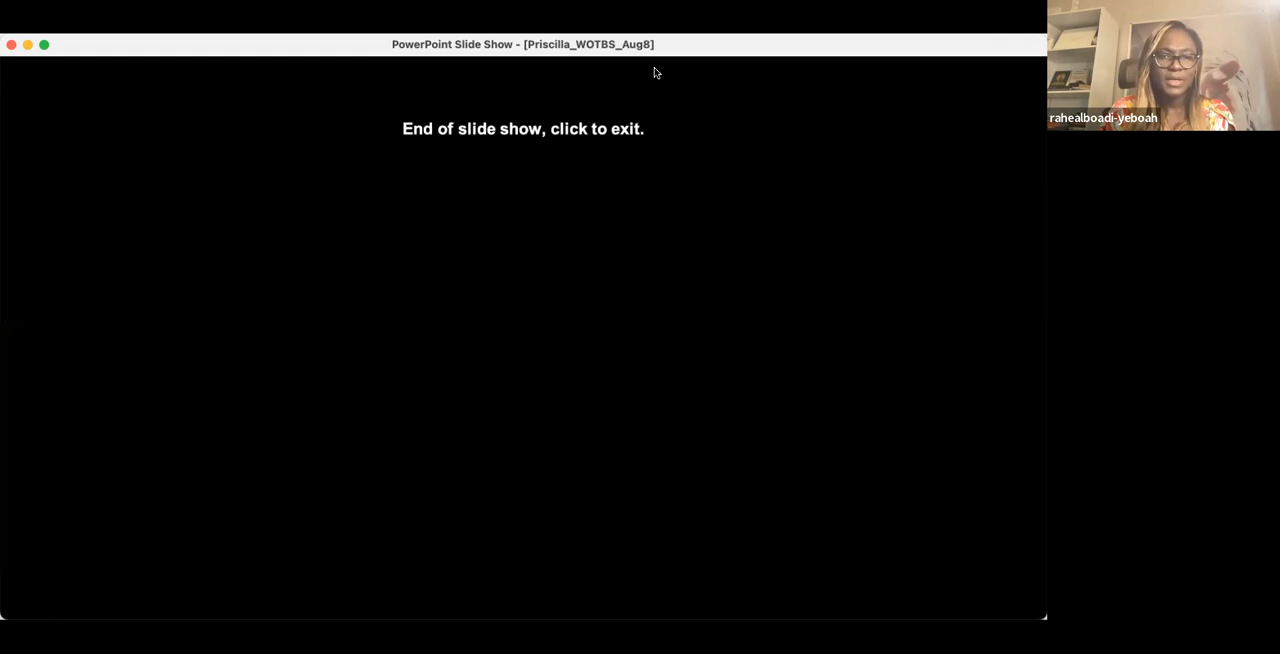 PowerPoint Slide Show - [Priscilla_WOTBS_Aug8]
End of slide show, click to exit.
rahealboadi-yeboah